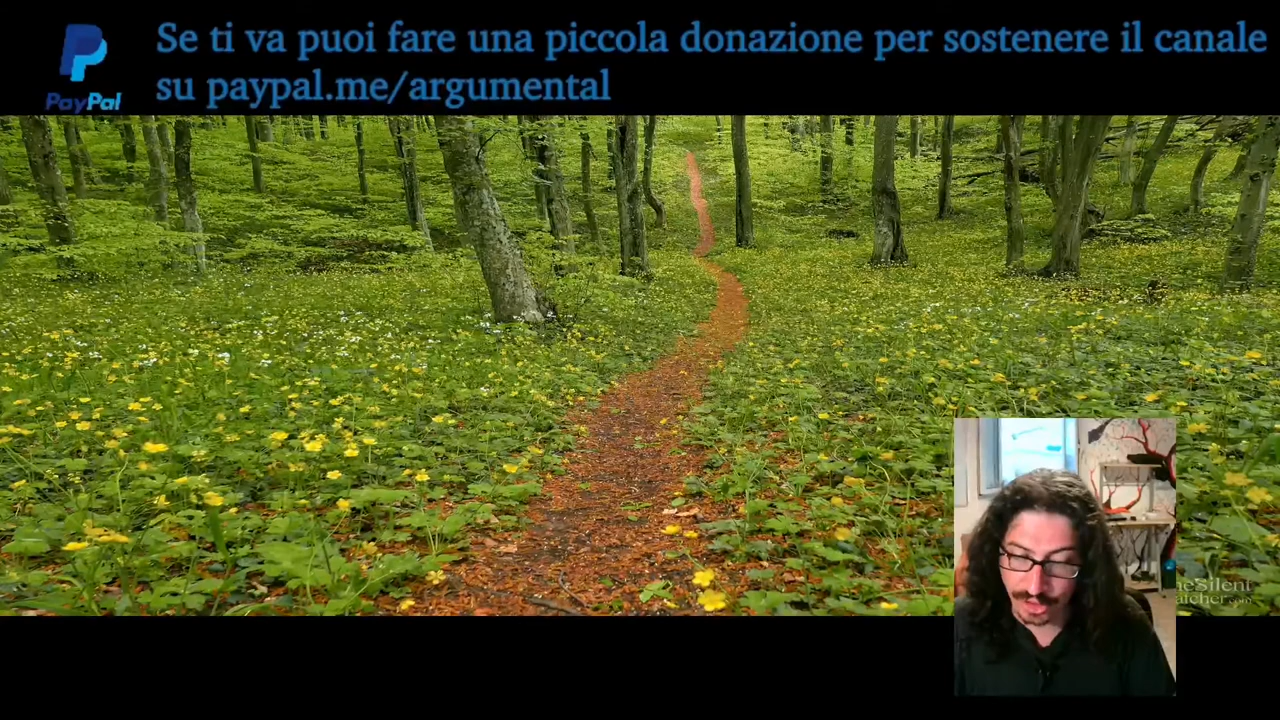 Se ti va puoi fare una piccola donazione per sostenere il canale
su paypal.me/argumental
PayPal